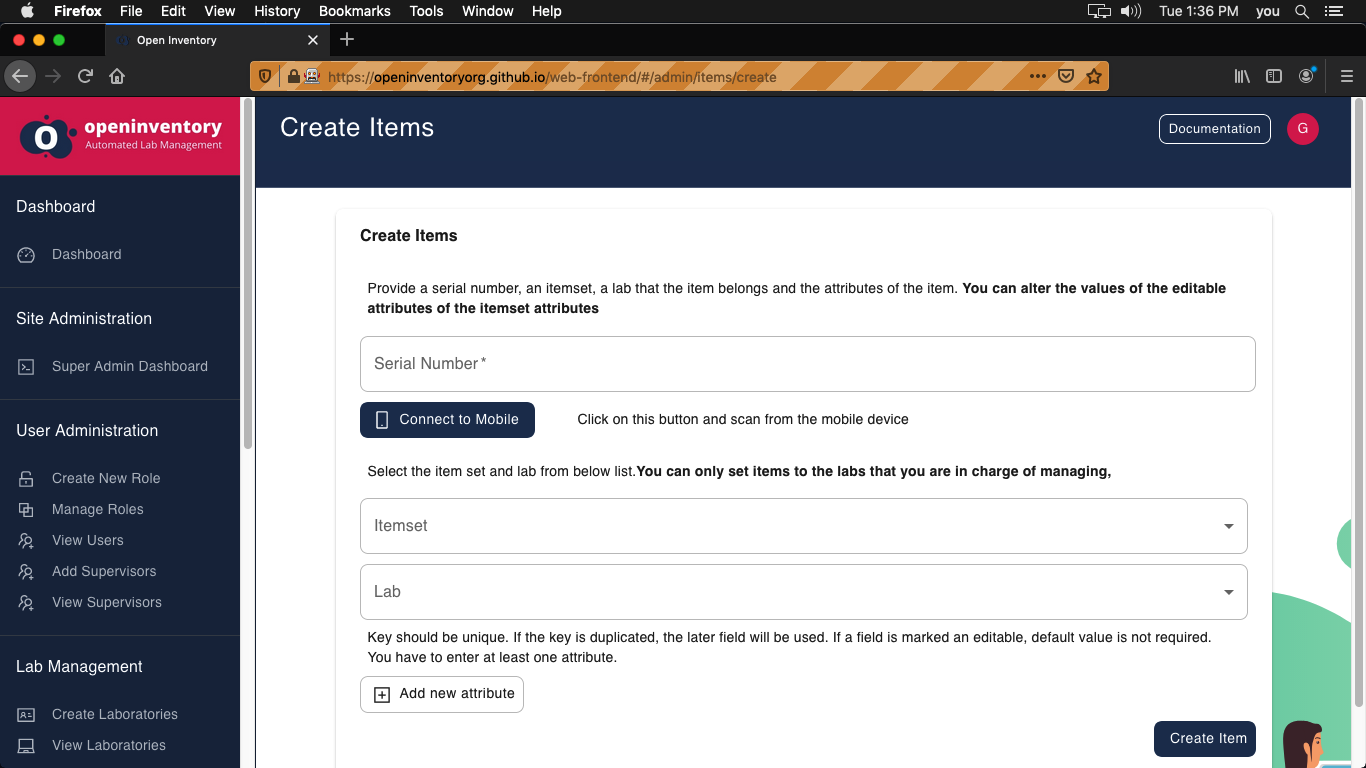 Firefox File Edit View History Bookmarks Tools Window Help Tue 1:36 PM you
Open Inventory
https://openinventoryorg.github.io/web-frontend/#/admin/items/create
openinventory
Automated Lab Management
Create Items
Documentation
G
Dashboard
Dashboard
Site Administration
Super Admin Dashboard
User Administration
Create New Role
Manage Roles
View Users
Add Supervisors
View Supervisors
Lab Management
Create Laboratories
View Laboratories
Create Items
Provide a serial number, an itemset, a lab that the item belongs and the attributes of the item. You can alter the values of the editable
attributes of the itemset attributes
Serial Number*
Connect to Mobile
Click on this button and scan from the mobile device
Select the item set and lab from below list.You can only set items to the labs that you are in charge of managing,
Itemset
Lab
Key should be unique. If the key is duplicated, the later field will be used. If a field is marked an editable, default value is not required.
You have to enter at least one attribute.
Add new attribute
Create Item